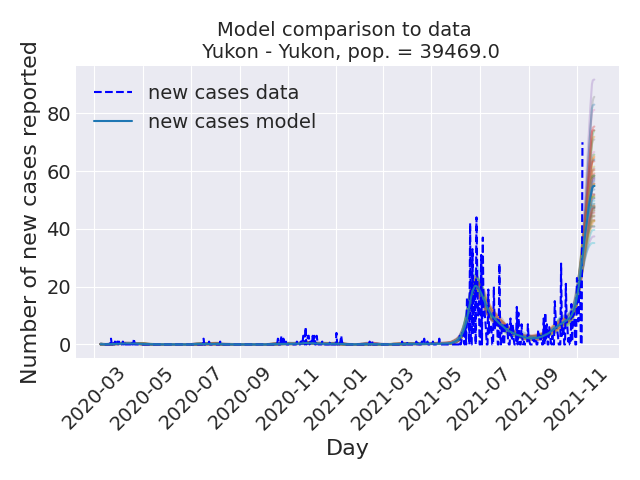 Model comparison to data
Yukon - Yukon, pop. = 39469.0
Number of new cases reported
new cases data
new cases model
80
60
40
20
0
2020-03
2020-05
2020-07
2020-09
2020-11
2021-01
2021-03
2021-05
2021-07
2021-09
2021-11
Day